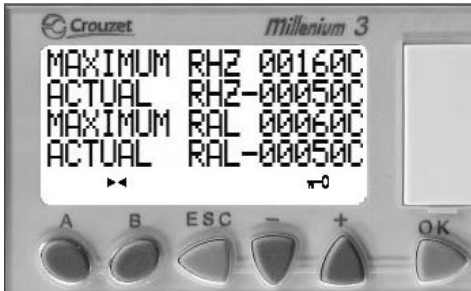 Crouzet Millenium 3
MAXIMUM RHZ 00160C
ACTUAL RHZ-00050C
MAXIMUM RAL 00060C
ACTUAL RAL-00050C
A B ESC - + OK